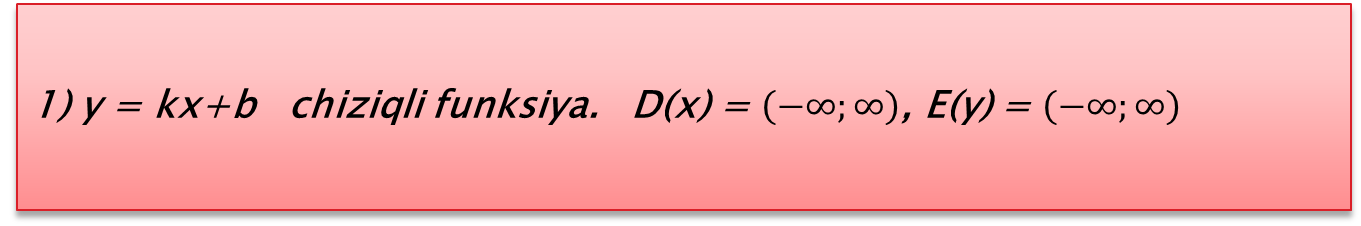 1) y = kx+b chiziqli funksiya. D(x) = (−∞; ∞), E(y) = (−∞; ∞)